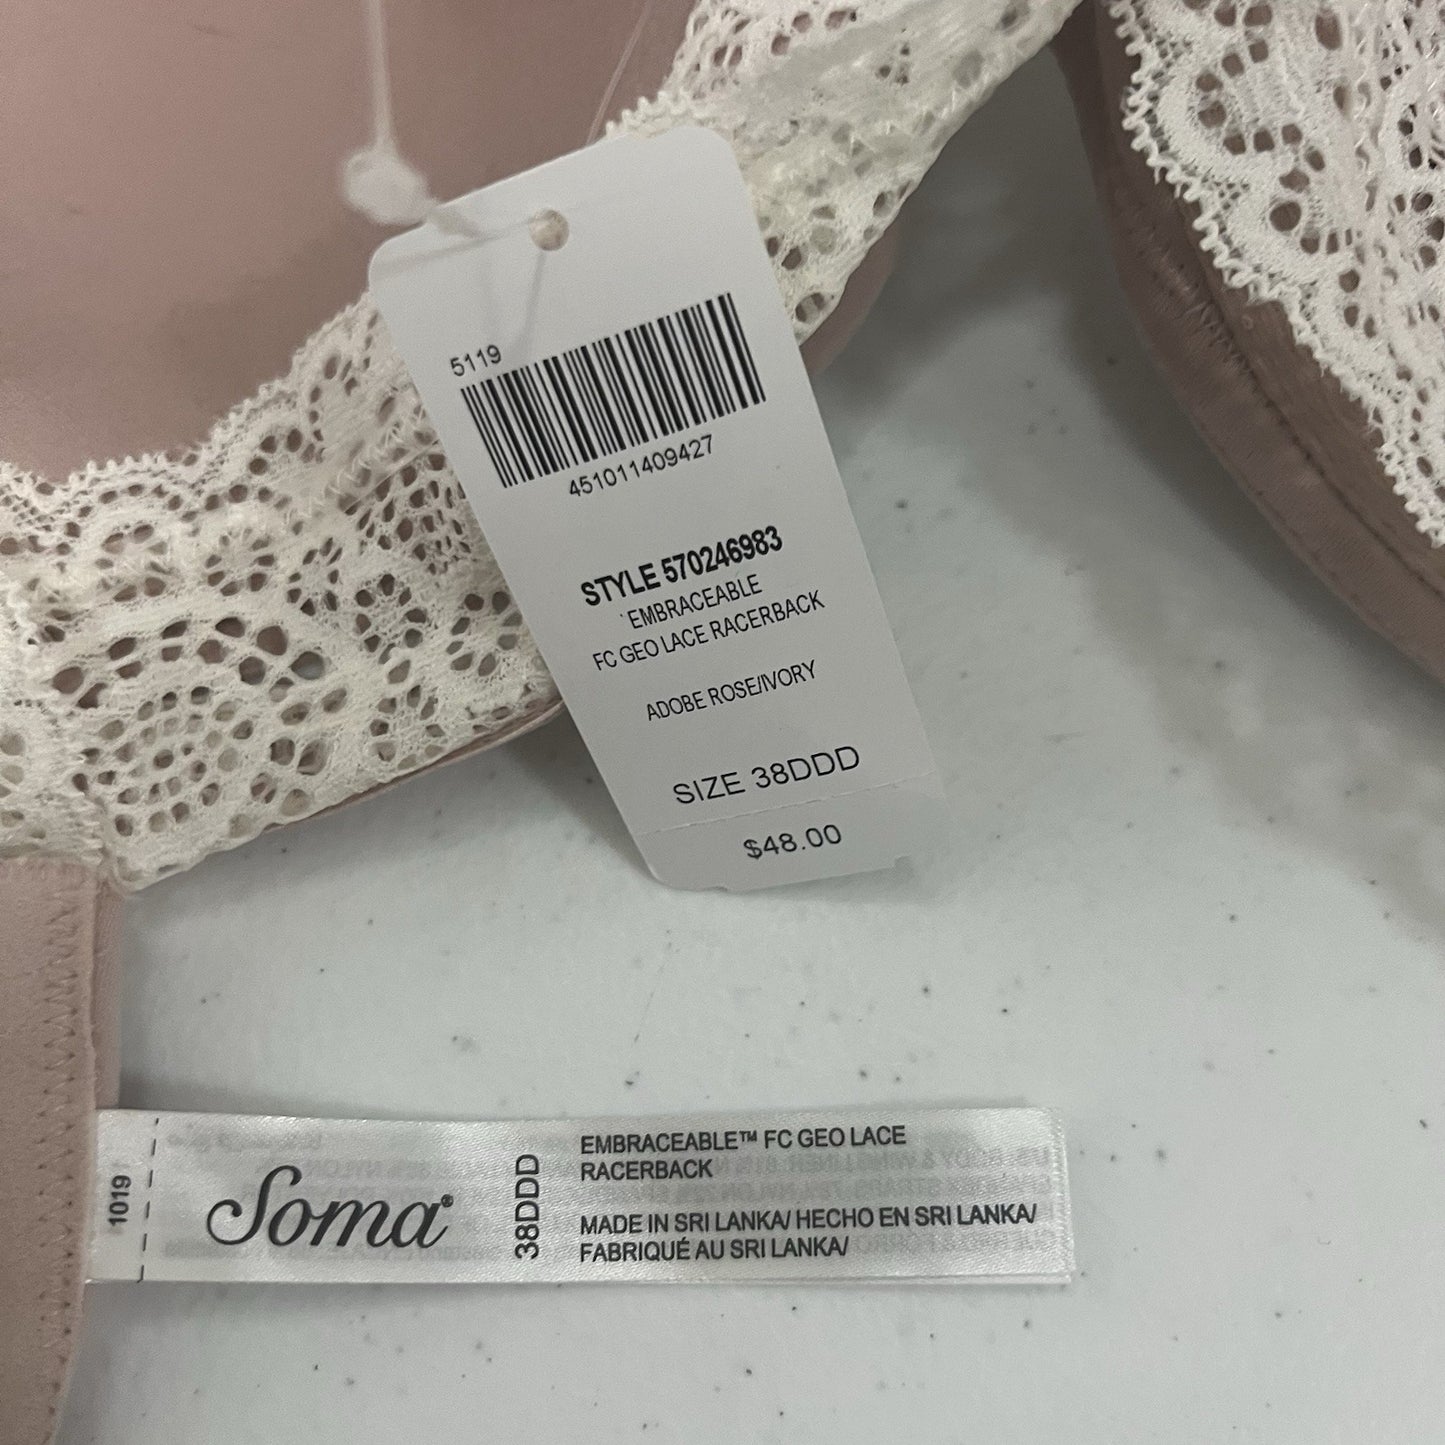 5119
451011409427
STYLE 570246983
EMBRACEABLE
FC GEO LACE RACERBACK
ADOBE ROSE/IVORY
SIZE 38DDD
$48.00
1019
Soma®
38DDD
EMBRACEABLE™ FC GEO LACE
RACERBACK
MADE IN SRI LANKA/ HECHO EN SRI LANKA/
FABRIQUÉ AU SRI LANKA/